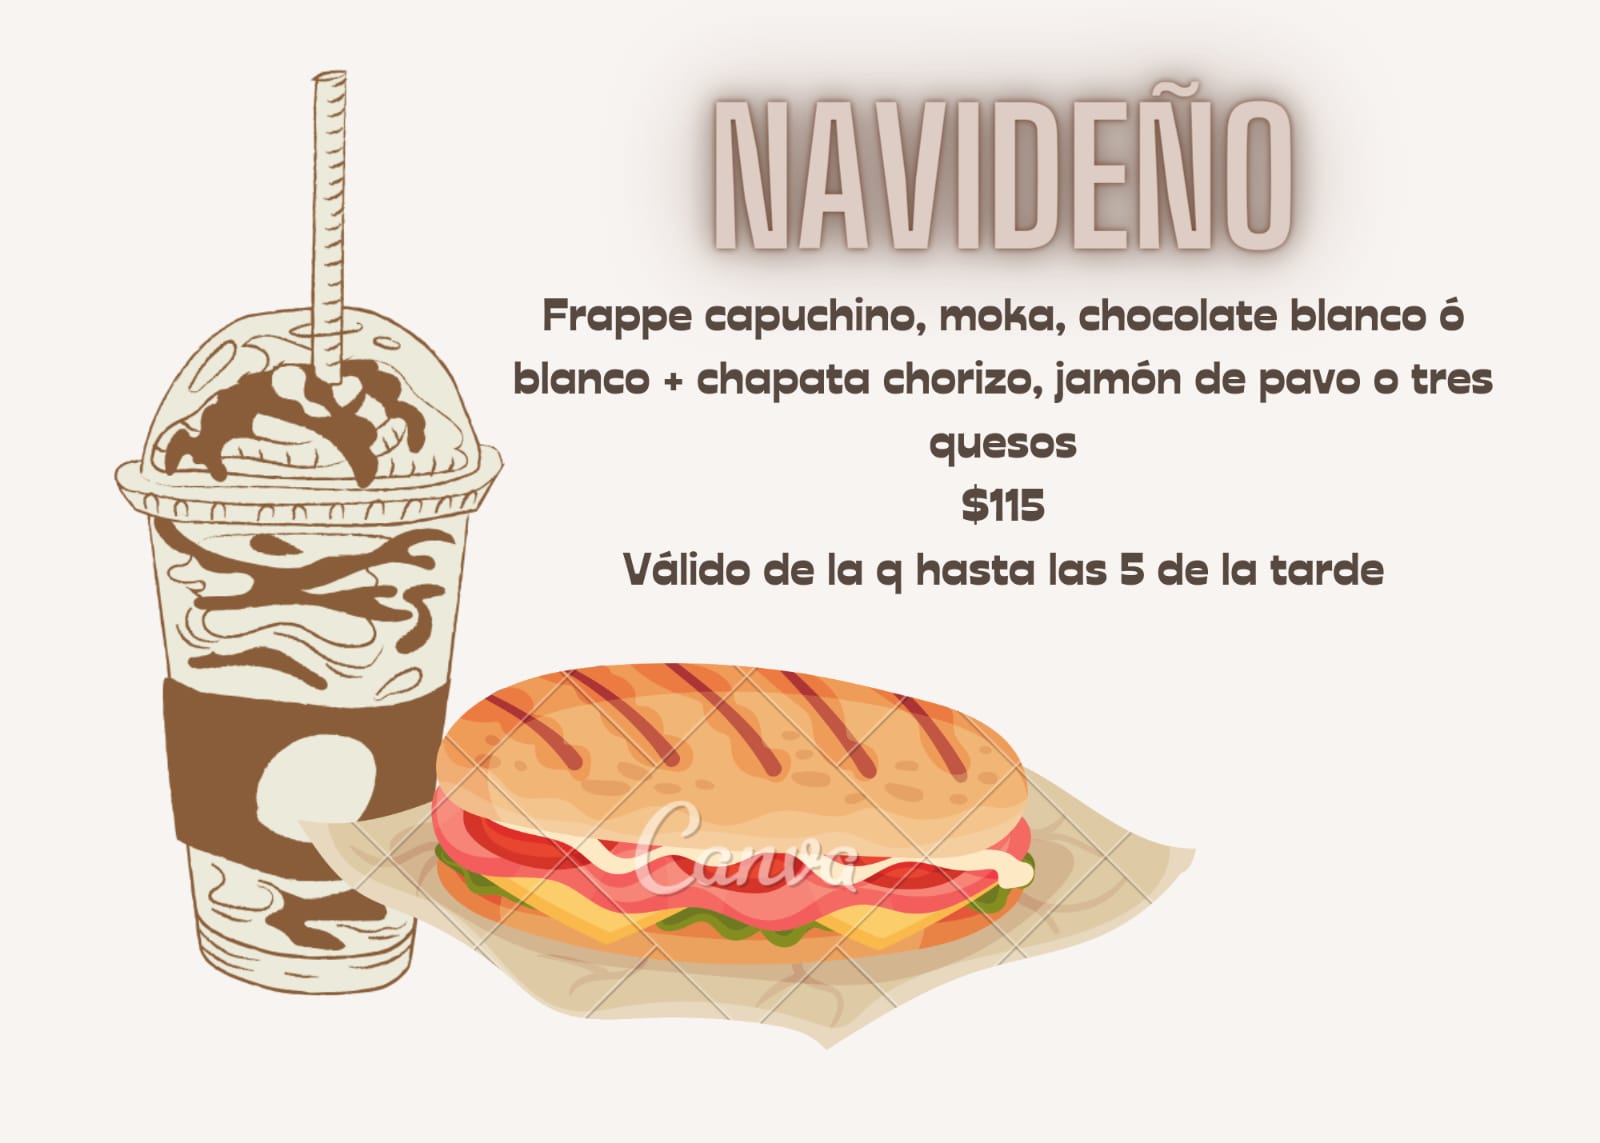 NAVIDEÑO
Frappe capuchino, moka, chocolate blanco ó
blanco + chapata chorizo, jamón de pavo o tres
quesos
$115
Válido de la q hasta las 5 de la tarde
Canva